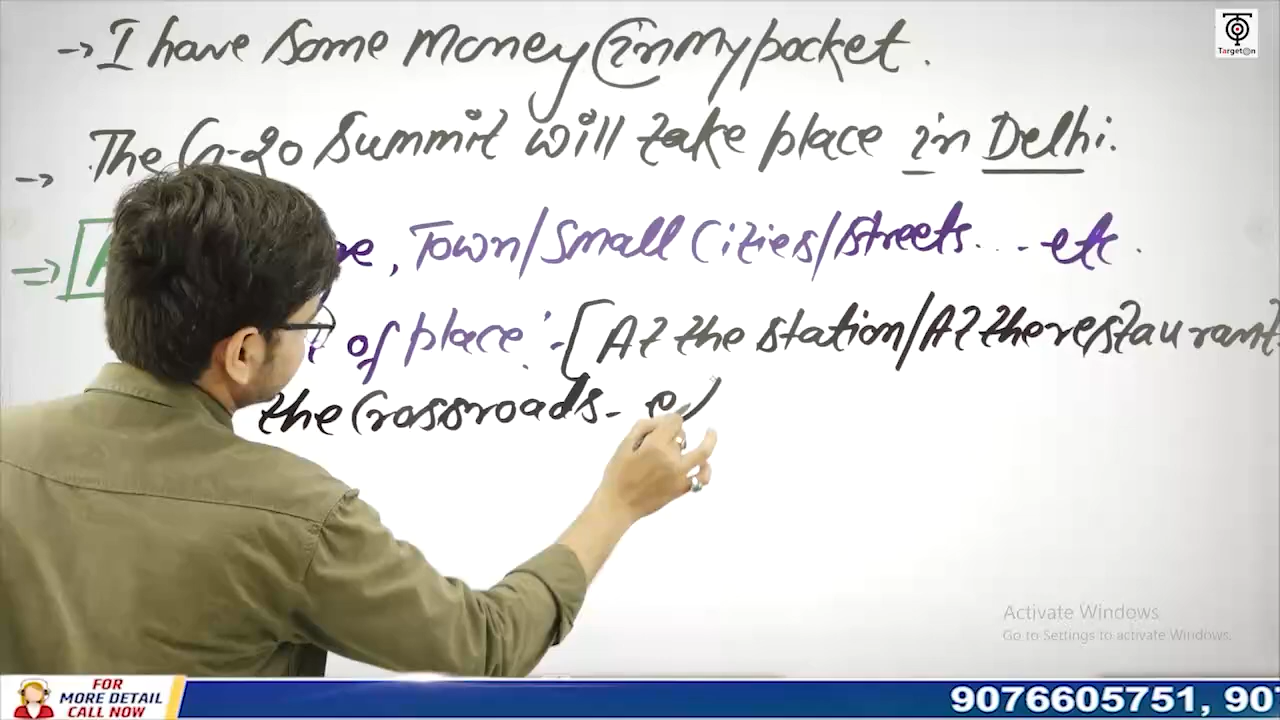 → I have some money in my pocket.
TargetOn
→ The G-20 Summit will take place in Delhi.
⇒ Town/Small Cities/streets... etc.
of place :- [At the station/At the restaurant
the Crossroads-
Activate Windows
Go to Settings to activate Windows.
FOR
MORE DETAIL
CALL NOW
9076605751, 907